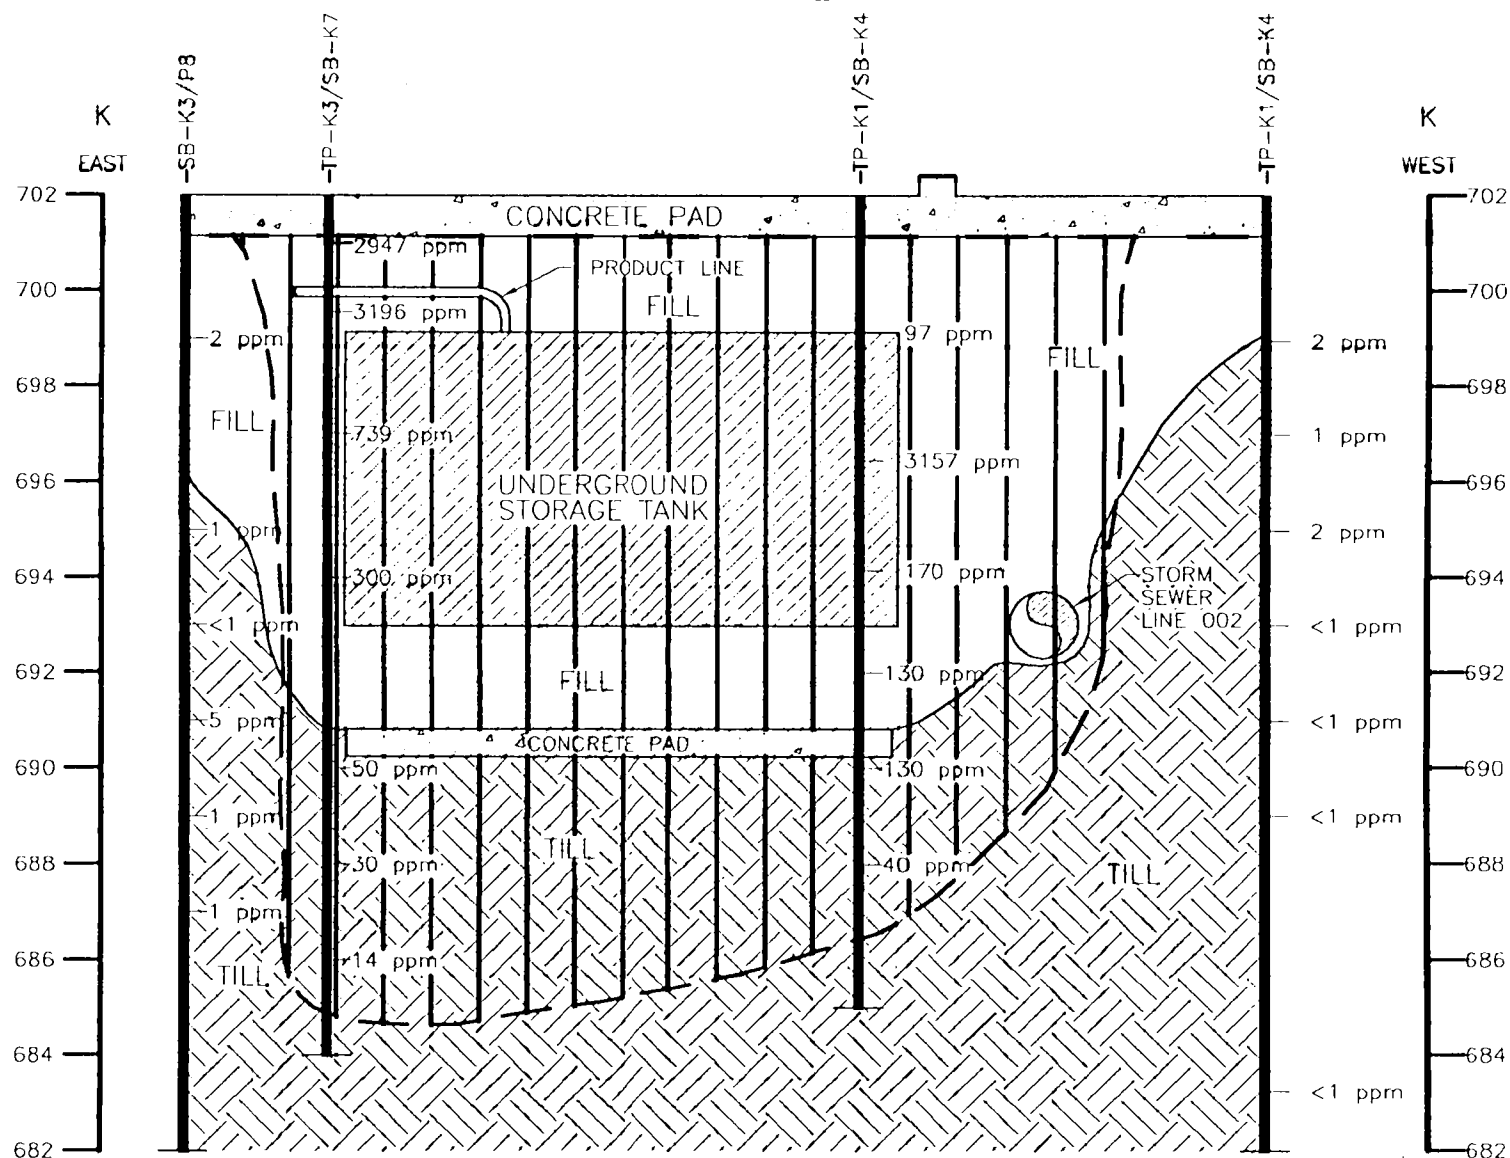 SB-K3/P8
TP-K3/SB-K7
TP-K1/SB-K4
TP-K1/SB-K4
K
EAST
K
WEST
702
702
CONCRETE PAD
2947 ppm
PRODUCT LINE
700
700
3196 ppm
FILL
2 ppm
97 ppm
2 ppm
FILL
698
698
FILL
739 ppm
1 ppm
3157 ppm
696
696
UNDERGROUND
STORAGE TANK
1 ppm
2 ppm
694
300 ppm
170 ppm
694
STORM
SEWER
LINE 002
<1 ppm
<1 ppm
692
692
FILL
130 ppm
5 ppm
<1 ppm
CONCRETE PAD
690
50 ppm
130 ppm
690
1 ppm
<1 ppm
TILL
688
30 ppm
40 ppm
688
TILL
1 ppm
686
14 ppm
686
TILL
684
684
<1 ppm
682
682